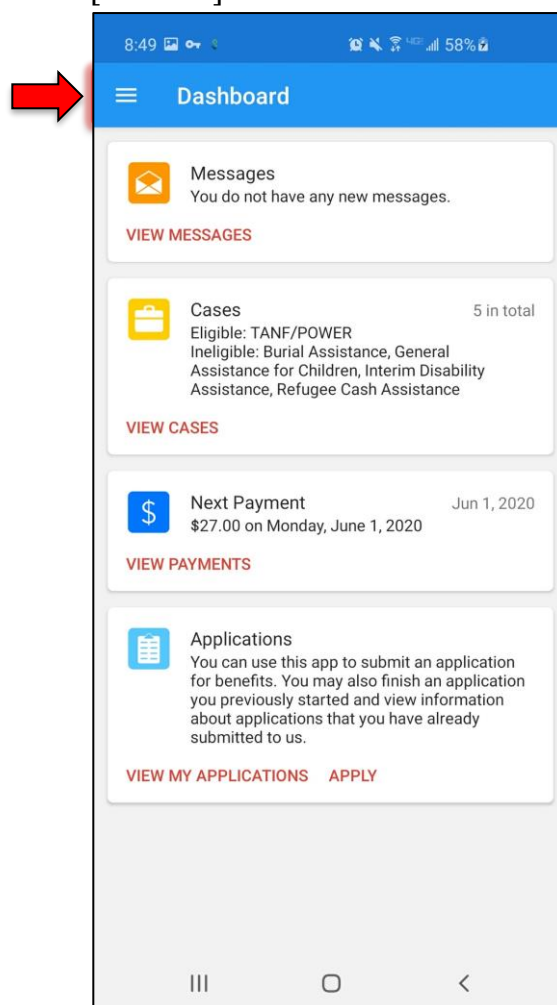 8:49
58%
Dashboard
Messages
You do not have any new messages.
VIEW MESSAGES
Cases 5 in total
Eligible: TANF/POWER
Ineligible: Burial Assistance, General
Assistance for Children, Interim Disability
Assistance, Refugee Cash Assistance
VIEW CASES
Next Payment Jun 1, 2020
$27.00 on Monday, June 1, 2020
VIEW PAYMENTS
Applications
You can use this app to submit an application
for benefits. You may also finish an application
you previously started and view information
about applications that you have already
submitted to us.
VIEW MY APPLICATIONS APPLY